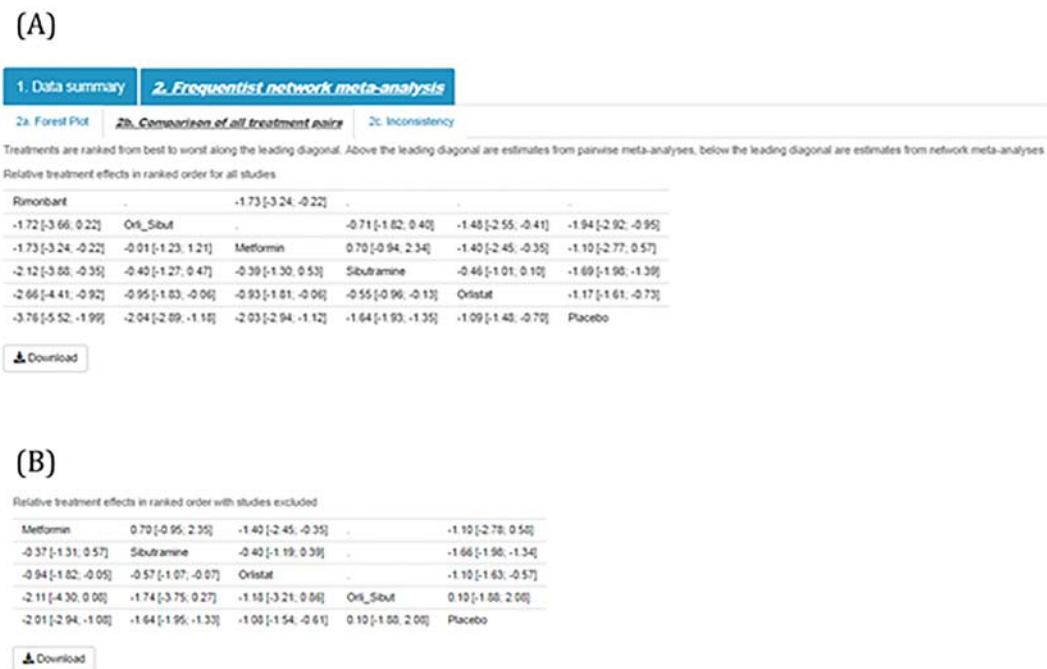 (A)
1. Data summary 2. Frequentist network meta-analysis
2a. Forest Plot 2b. Comparison of all treatment pairs 2c. Inconsistency
Treatments are ranked from best to worst along the leading diagonal. Above the leading diagonal are estimates from pairwise meta-analyses, below the leading diagonal are estimates from network meta-analyses
Relative treatment effects in ranked order for all studies
Rimonbant . -1.73 [-3.24; -0.22] . . .
-1.72 [-3.66; 0.22] Orli_Sibut . -0.71 [-1.82; 0.40] -1.48 [-2.55; -0.41] -1.94 [-2.92; -0.95]
-1.73 [-3.24; -0.22] -0.01 [-1.23; 1.21] Metformin 0.70 [-0.94; 2.34] -1.40 [-2.45; -0.35] -1.10 [-2.77; 0.57]
-2.12 [-3.88; -0.35] -0.40 [-1.27; 0.47] -0.39 [-1.30; 0.53] Sibutramine -0.46 [-1.01; 0.10] -1.69 [-1.98; -1.39]
-2.66 [-4.41; -0.92] -0.95 [-1.83; -0.06] -0.93 [-1.81; -0.06] -0.55 [-0.96; -0.13] Orlistat -1.17 [-1.61; -0.73]
-3.76 [-5.52; -1.99] -2.04 [-2.89; -1.18] -2.03 [-2.94; -1.12] -1.64 [-1.93; -1.35] -1.09 [-1.48; -0.70] Placebo
Download
(B)
Relative treatment effects in ranked order with studies excluded
Metformin 0.70 [-0.95; 2.35] -1.40 [-2.45; -0.35] . -1.10 [-2.78; 0.58]
-0.37 [-1.31; 0.57] Sibutramine -0.40 [-1.19; 0.39] . -1.66 [-1.98; -1.34]
-0.94 [-1.82; -0.05] -0.57 [-1.07; -0.07] Orlistat . -1.10 [-1.63; -0.57]
-2.11 [-4.30; 0.08] -1.74 [-3.75; 0.27] -1.18 [-3.21; 0.86] Orli_Sibut 0.10 [-1.88; 2.08]
-2.01 [-2.94; -1.08] -1.64 [-1.95; -1.33] -1.08 [-1.54; -0.61] 0.10 [-1.88; 2.08] Placebo
Download